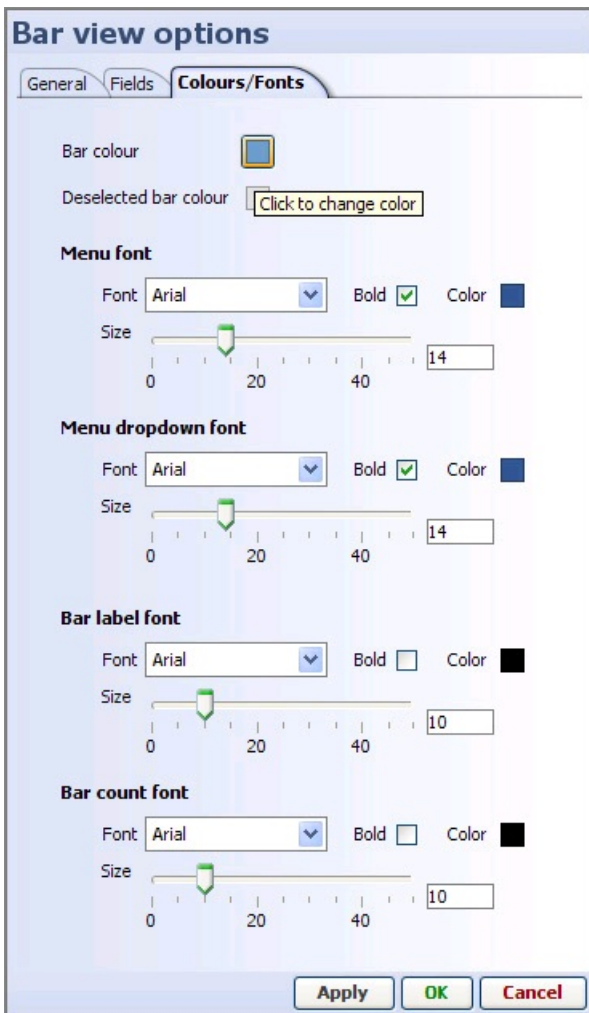 Bar view options
General Fields Colours/Fonts
Bar colour
Deselected bar colour Click to change color
Menu font
Font Arial Bold Color
Size 14
0 20 40
Menu dropdown font
Font Arial Bold Color
Size 14
0 20 40
Bar label font
Font Arial Bold Color
Size 10
0 20 40
Bar count font
Font Arial Bold Color
Size 10
0 20 40
Apply OK Cancel